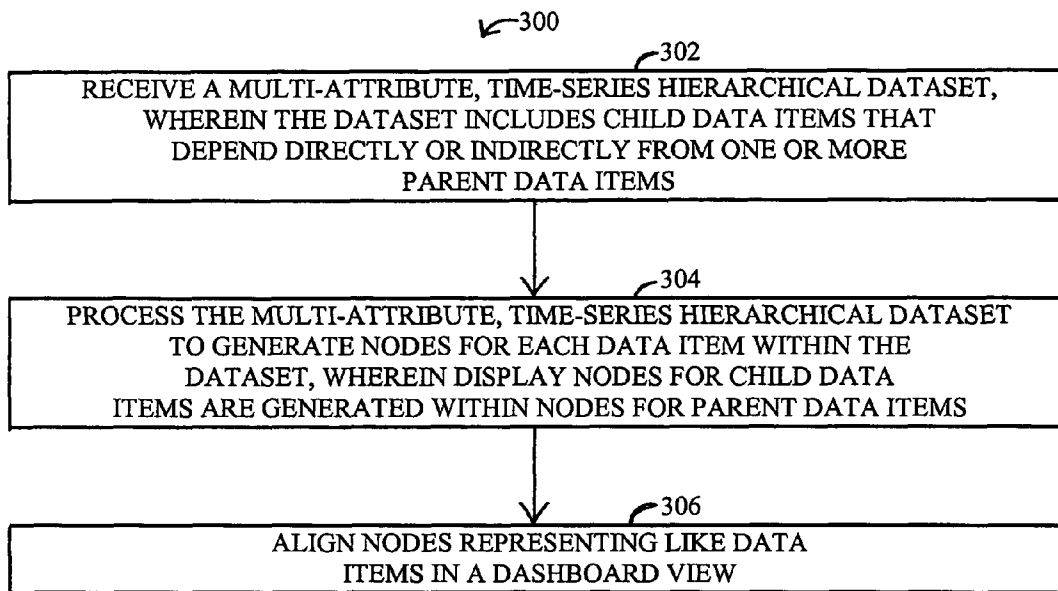 300
302
RECEIVE A MULTI-ATTRIBUTE, TIME-SERIES HIERARCHICAL DATASET,
WHEREIN THE DATASET INCLUDES CHILD DATA ITEMS THAT
DEPEND DIRECTLY OR INDIRECTLY FROM ONE OR MORE
PARENT DATA ITEMS
304
PROCESS THE MULTI-ATTRIBUTE, TIME-SERIES HIERARCHICAL DATASET
TO GENERATE NODES FOR EACH DATA ITEM WITHIN THE
DATASET, WHEREIN DISPLAY NODES FOR CHILD DATA
ITEMS ARE GENERATED WITHIN NODES FOR PARENT DATA ITEMS
306
ALIGN NODES REPRESENTING LIKE DATA
ITEMS IN A DASHBOARD VIEW